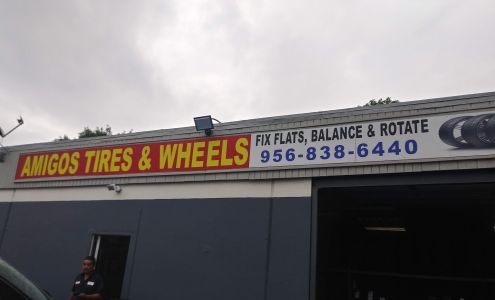 AMIGOS TIRES & WHEELS
FIX FLATS, BALANCE & ROTATE
956-838-6440